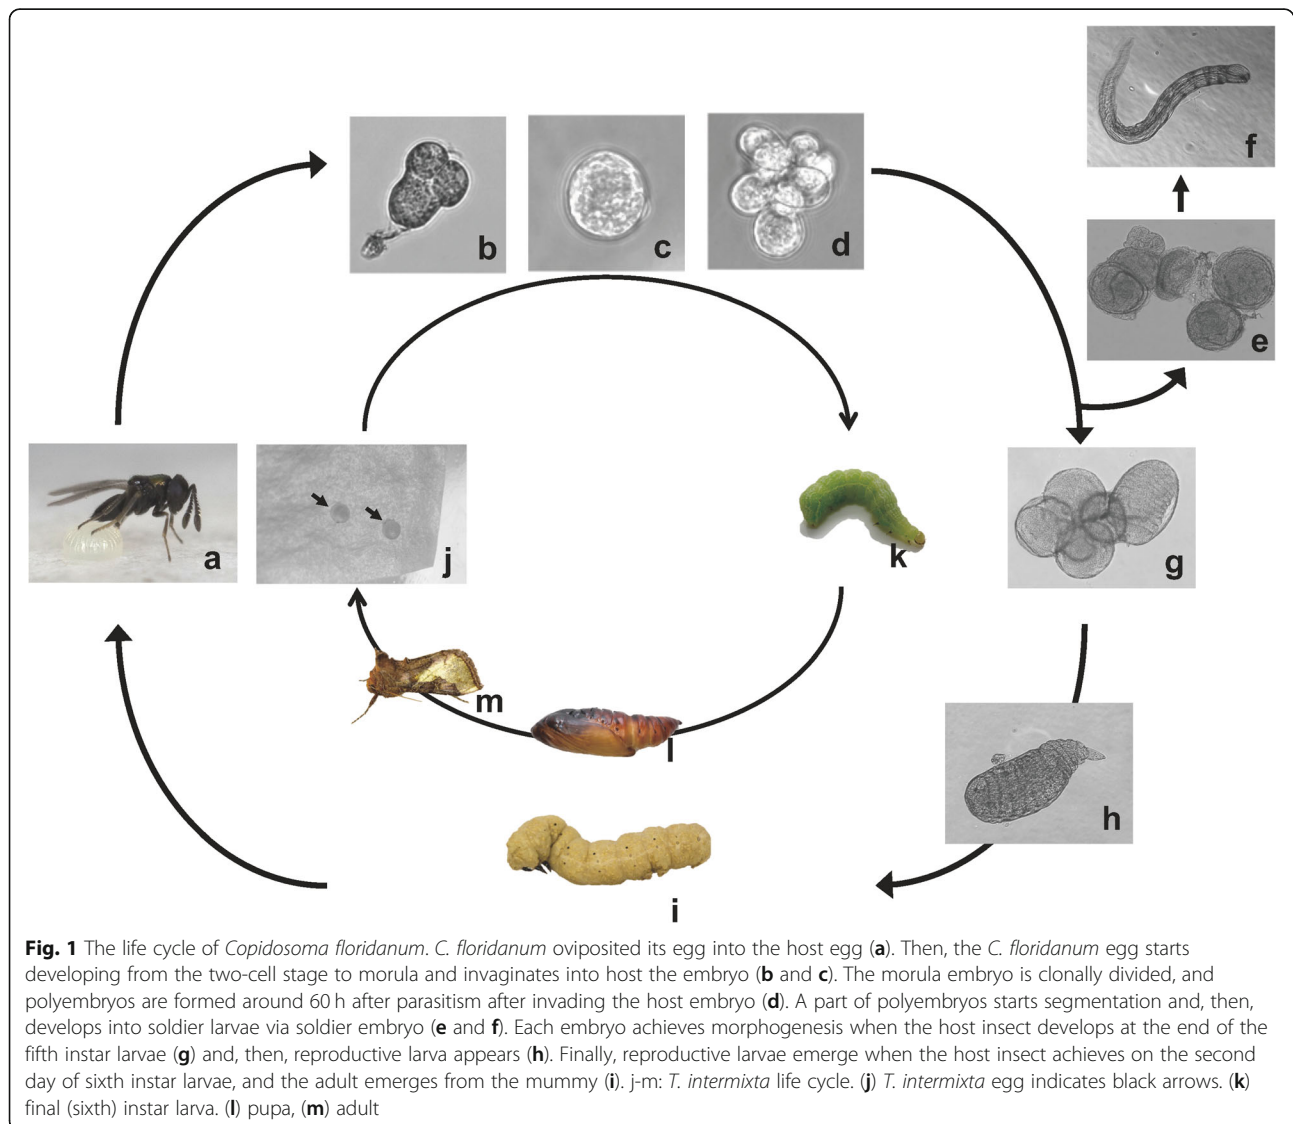 f
b
c
d
e
a
j
k
g
m
l
h
i
Fig. 1 The life cycle of Copidosoma floridanum. C. floridanum oviposited its egg into the host egg (a). Then, the C. floridanum egg starts
developing from the two-cell stage to morula and invaginates into host the embryo (b and c). The morula embryo is clonally divided, and
polyembryos are formed around 60 h after parasitism after invading the host embryo (d). A part of polyembryos starts segmentation and, then,
develops into soldier larvae via soldier embryo (e and f). Each embryo achieves morphogenesis when the host insect develops at the end of the
fifth instar larvae (g) and, then, reproductive larva appears (h). Finally, reproductive larvae emerge when the host insect achieves on the second
day of sixth instar larvae, and the adult emerges from the mummy (i). j-m: T. intermixta life cycle. (j) T. intermixta egg indicates black arrows. (k)
final (sixth) instar larva. (l) pupa, (m) adult